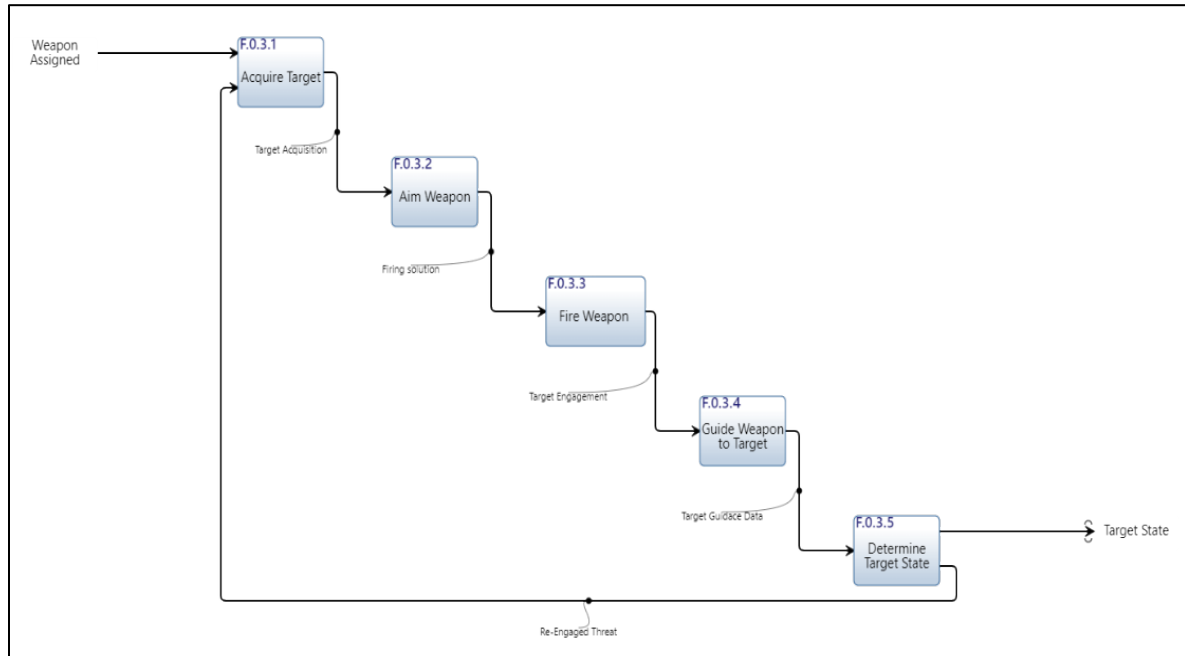 Weapon
Assigned
F.0.3.1
Acquire Target
Target Acquisition
F.0.3.2
Aim Weapon
Firing solution
F.0.3.3
Fire Weapon
Target Engagement
F.0.3.4
Guide Weapon
to Target
Target Guidace Data
F.0.3.5
Determine
Target State
Target State
Re-Engaged Threat